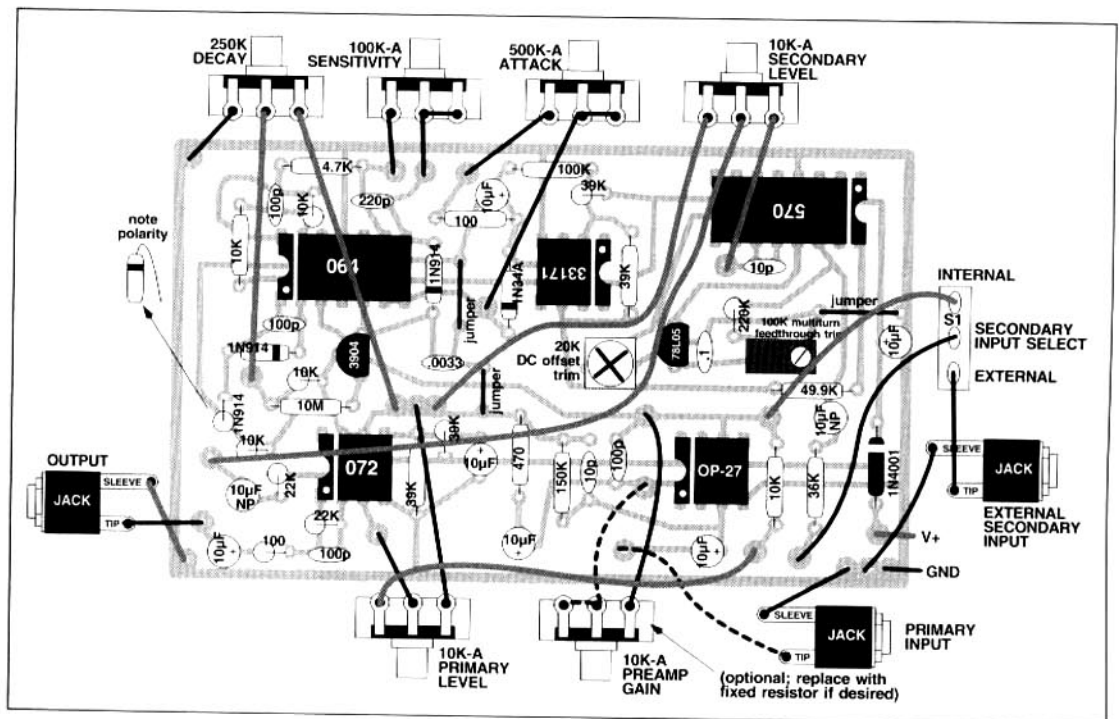 250K
DECAY
100K-A
SENSITIVITY
500K-A
ATTACK
10K-A
SECONDARY
LEVEL
4.7K
100p
10K
220p
100K
10µF
+
39K
100
570
note
polarity
10K
1N914
1N34A
33171
39K
10p
jumper
220K
INTERNAL
jumper
S1
SECONDARY
INPUT SELECT
EXTERNAL
100p
1N914
3904
.0033
20K
DC offset
trim
78L05
.1
100K multiturn
feedthrough trim
10µF
+
10K
10M
jumper
49.9K
10µF
NP
1N914
10K
39K
OUTPUT
JACK
SLEEVE
TIP
10µF
NP
22K
072
39K
10µF
+
470
150K
10p
100p
OP-27
10K
36K
1N4001
SLEEVE
JACK
TIP
EXTERNAL
SECONDARY
INPUT
22K
10µF
+
100
100p
10µF
+
10µF
+
V+
GND
10K-A
PRIMARY
LEVEL
10K-A
PREAMP
GAIN
(optional; replace with
fixed resistor if desired)
SLEEVE
JACK
TIP
PRIMARY
INPUT